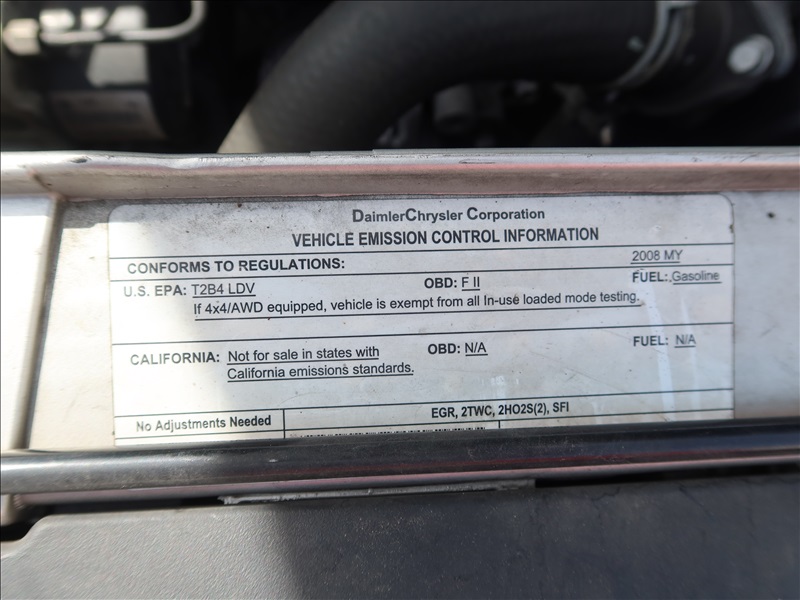 DaimlerChrysler Corporation
VEHICLE EMISSION CONTROL INFORMATION
CONFORMS TO REGULATIONS: 2008 MY
U.S. EPA: T2B4 LDV OBD: F II FUEL: Gasoline
If 4x4/AWD equipped, vehicle is exempt from all In-use loaded mode testing.
CALIFORNIA: Not for sale in states with OBD: N/A FUEL: N/A
California emissions standards.
No Adjustments Needed EGR, 2TWC, 2HO2S(2), SFI